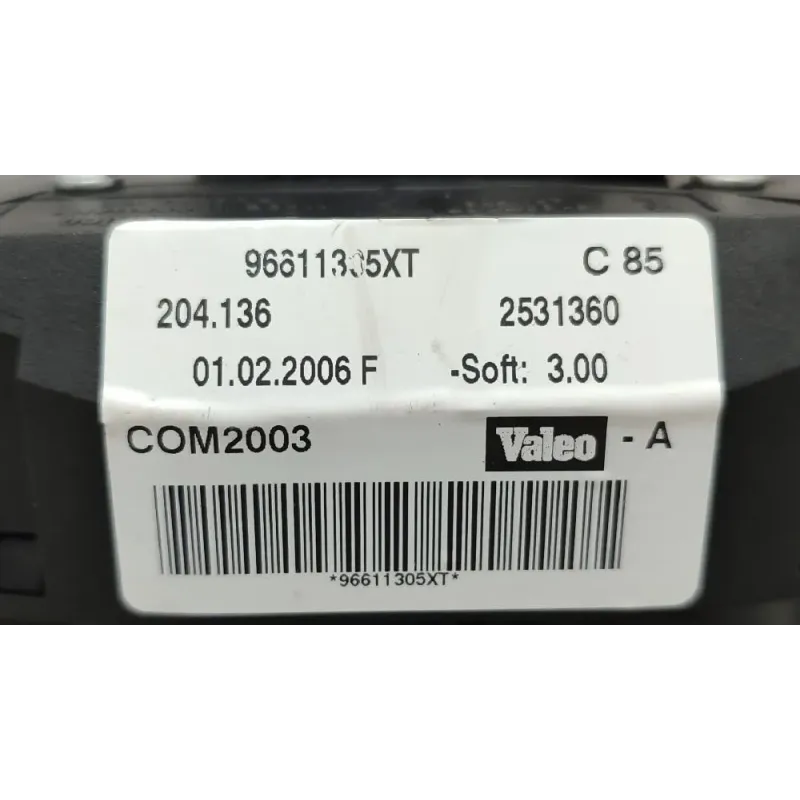 96611305XT C 85
204.136 2531360
01.02.2006 F -Soft: 3.00
COM2003 Valeo - A
*96611305XT*